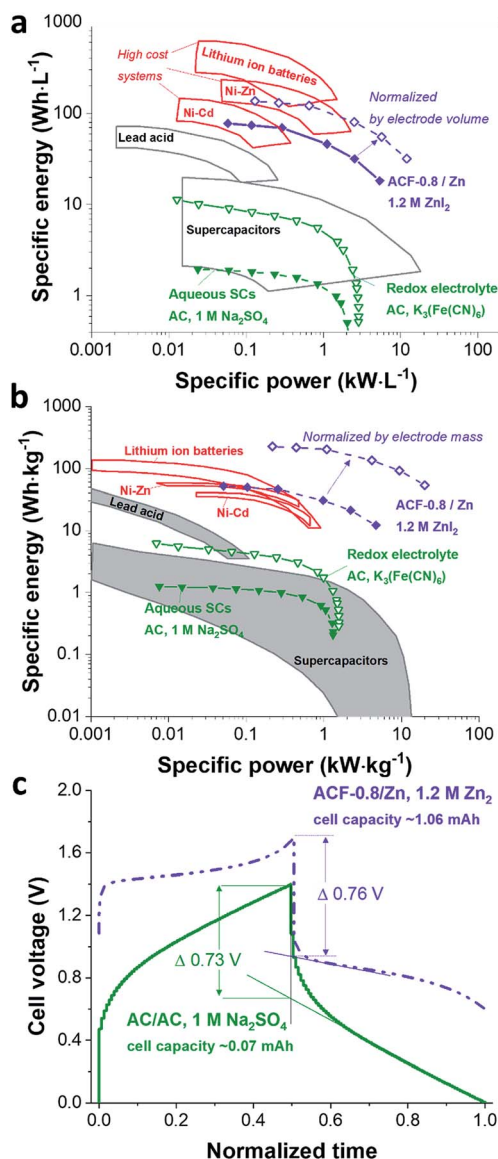 a
1000
100
10
1
Specific energy (Wh·L⁻¹)
High cost
systems
Lithium ion batteries
Ni-Zn
Ni-Cd
Lead acid
Normalized
by electrode volume
ACF-0.8 / Zn
1.2 M ZnI₂
Supercapacitors
Aqueous SCs
AC, 1 M Na₂SO₄
Redox electrolyte
AC, K₃(Fe(CN)₆)
0.001 0.01 0.1 1 10 100
Specific power (kW·L⁻¹)
b
1000
100
10
1
0.1
0.01
Specific energy (Wh·kg⁻¹)
Lithium ion batteries
Normalized by electrode mass
Ni-Zn
Ni-Cd
Lead acid
ACF-0.8 / Zn
1.2 M ZnI₂
Redox electrolyte
AC, K₃(Fe(CN)₆)
Aqueous SCs
AC, 1 M Na₂SO₄
Supercapacitors
0.001 0.01 0.1 1 10 100
Specific power (kW·kg⁻¹)
c
2.0
1.6
1.2
0.8
0.4
0.0
Cell voltage (V)
ACF-0.8/Zn, 1.2 M Zn₂
cell capacity ~1.06 mAh
Δ 0.76 V
Δ 0.73 V
AC/AC, 1 M Na₂SO₄
cell capacity ~0.07 mAh
0.0 0.2 0.4 0.6 0.8 1.0
Normalized time